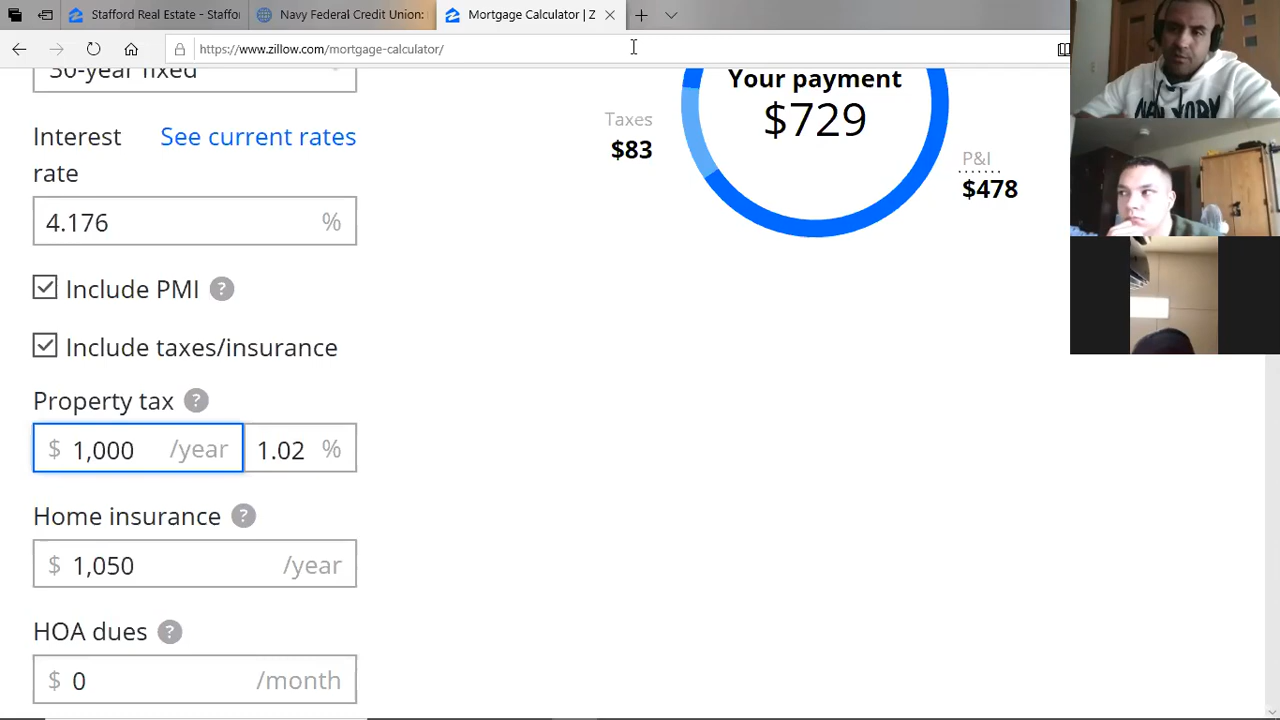 Stafford Real Estate - Staffor
Navy Federal Credit Union:
Mortgage Calculator | Z
https://www.zillow.com/mortgage-calculator/
30-year fixed
Interest rate
See current rates
4.176 %
Include PMI ?
Include taxes/insurance
Property tax ?
$ 1,000 /year 1.02 %
Home insurance ?
$ 1,050 /year
HOA dues ?
$ 0 /month
Your payment
$729
Taxes
$83
P&I
$478
NEW YORK